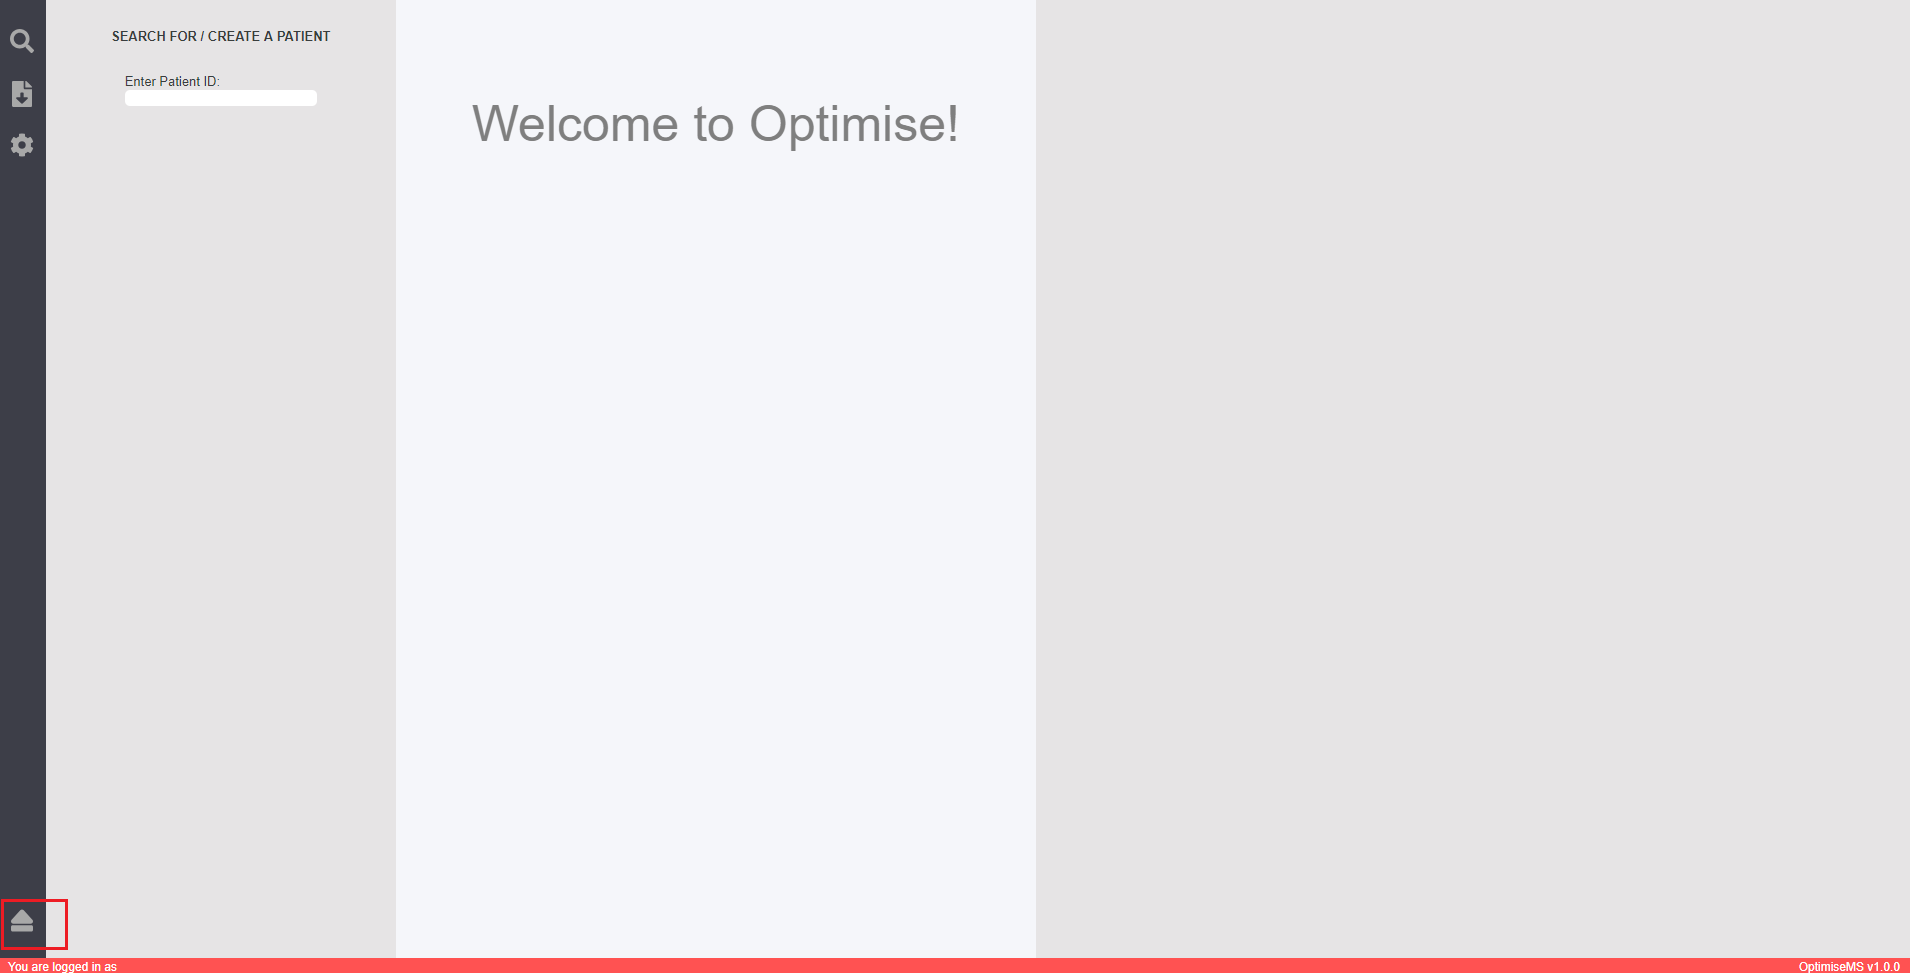 SEARCH FOR / CREATE A PATIENT
Enter Patient ID:
Welcome to Optimise!
You are logged in as
OptimiseMS v1.0.0